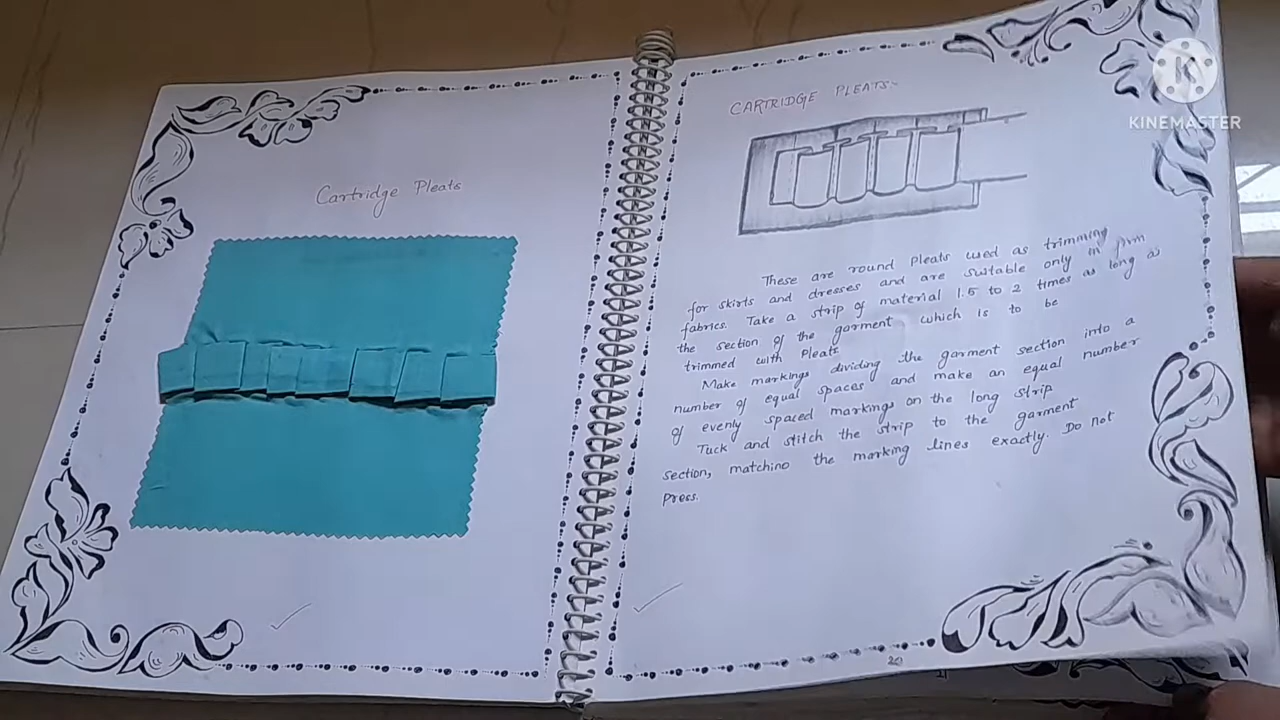 Cartridge Pleats
CARTRIDGE PLEATS-
These are round Pleats used as trimming
for skirts and dresses and are suitable only in firm
fabrics. Take a strip of material 1.5 to 2 times as long as
the section of the garment which is to be
trimmed with Pleats
Make markings dividing the garment section into a
number of equal spaces and make an equal number
of evenly spaced markings on the long strip
Tuck and stitch the strip to the garment
section, matching the marking lines exactly. Do not
Press.
20
K
KINEMASTER